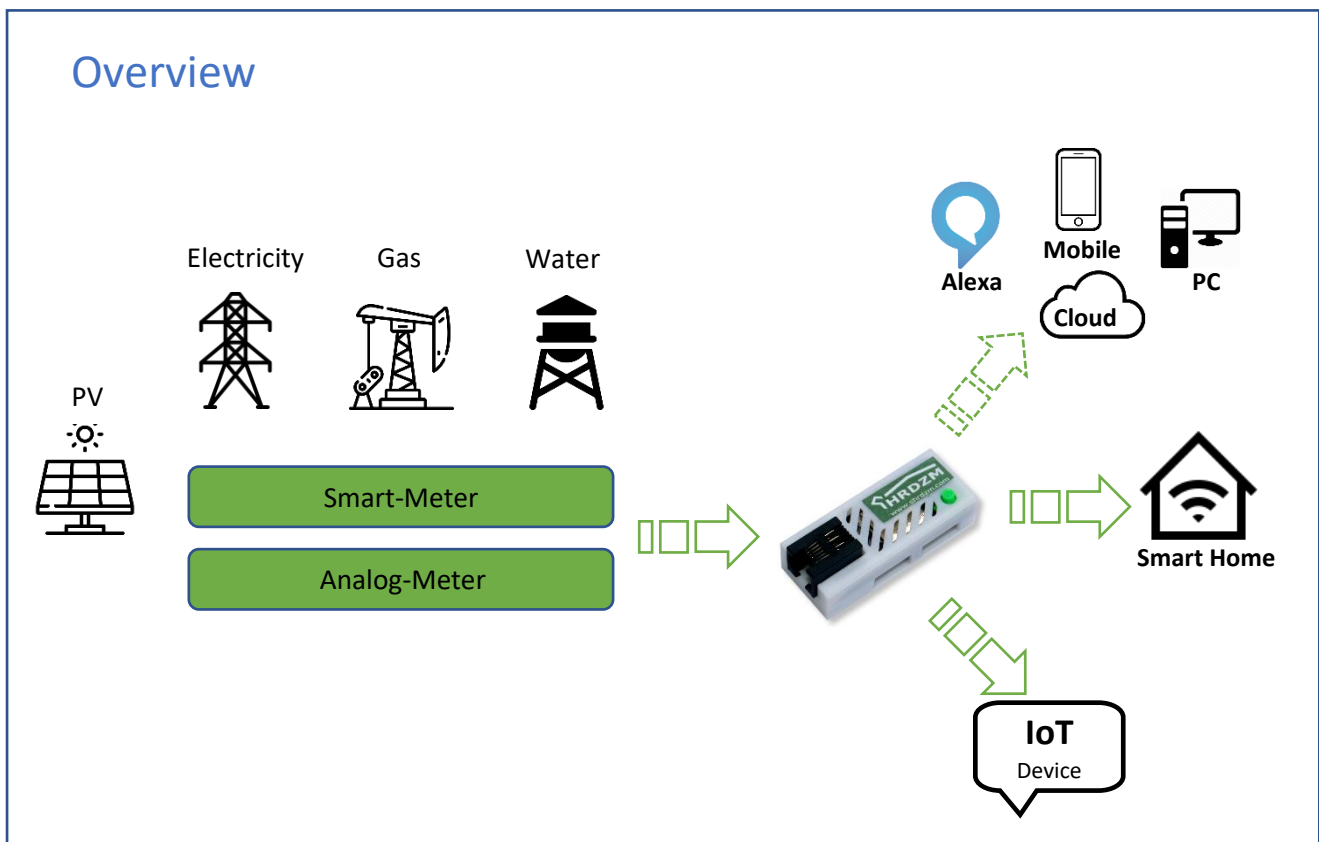 Overview
Electricity
Gas
Water
PV
Smart-Meter
Analog-Meter
HRDZM
Alexa
Mobile
PC
Cloud
Smart Home
IoT
Device